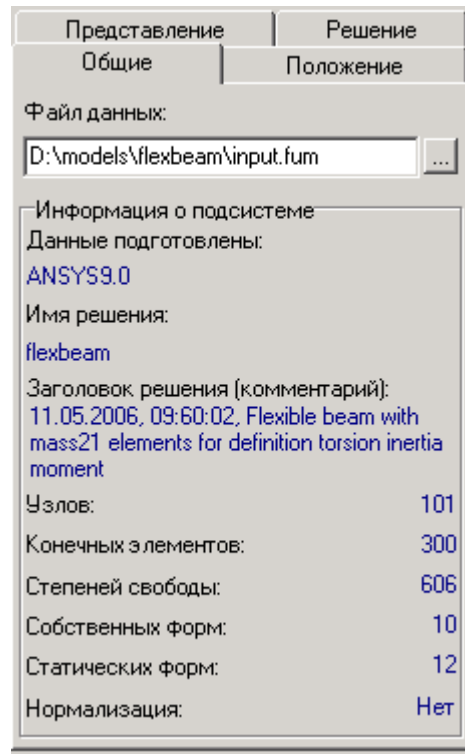 Представление Решение
Общие Положение
Файл данных:
D:\models\flexbeam\input.fum ...
Информация о подсистеме
Данные подготовлены:
ANSYS9.0
Имя решения:
flexbeam
Заголовок решения (комментарий):
11.05.2006, 09:60:02, Flexible beam with
mass21 elements for definition torsion inertia
moment
Узлов: 101
Конечных элементов: 300
Степеней свободы: 606
Собственных форм: 10
Статических форм: 12
Нормализация: Нет